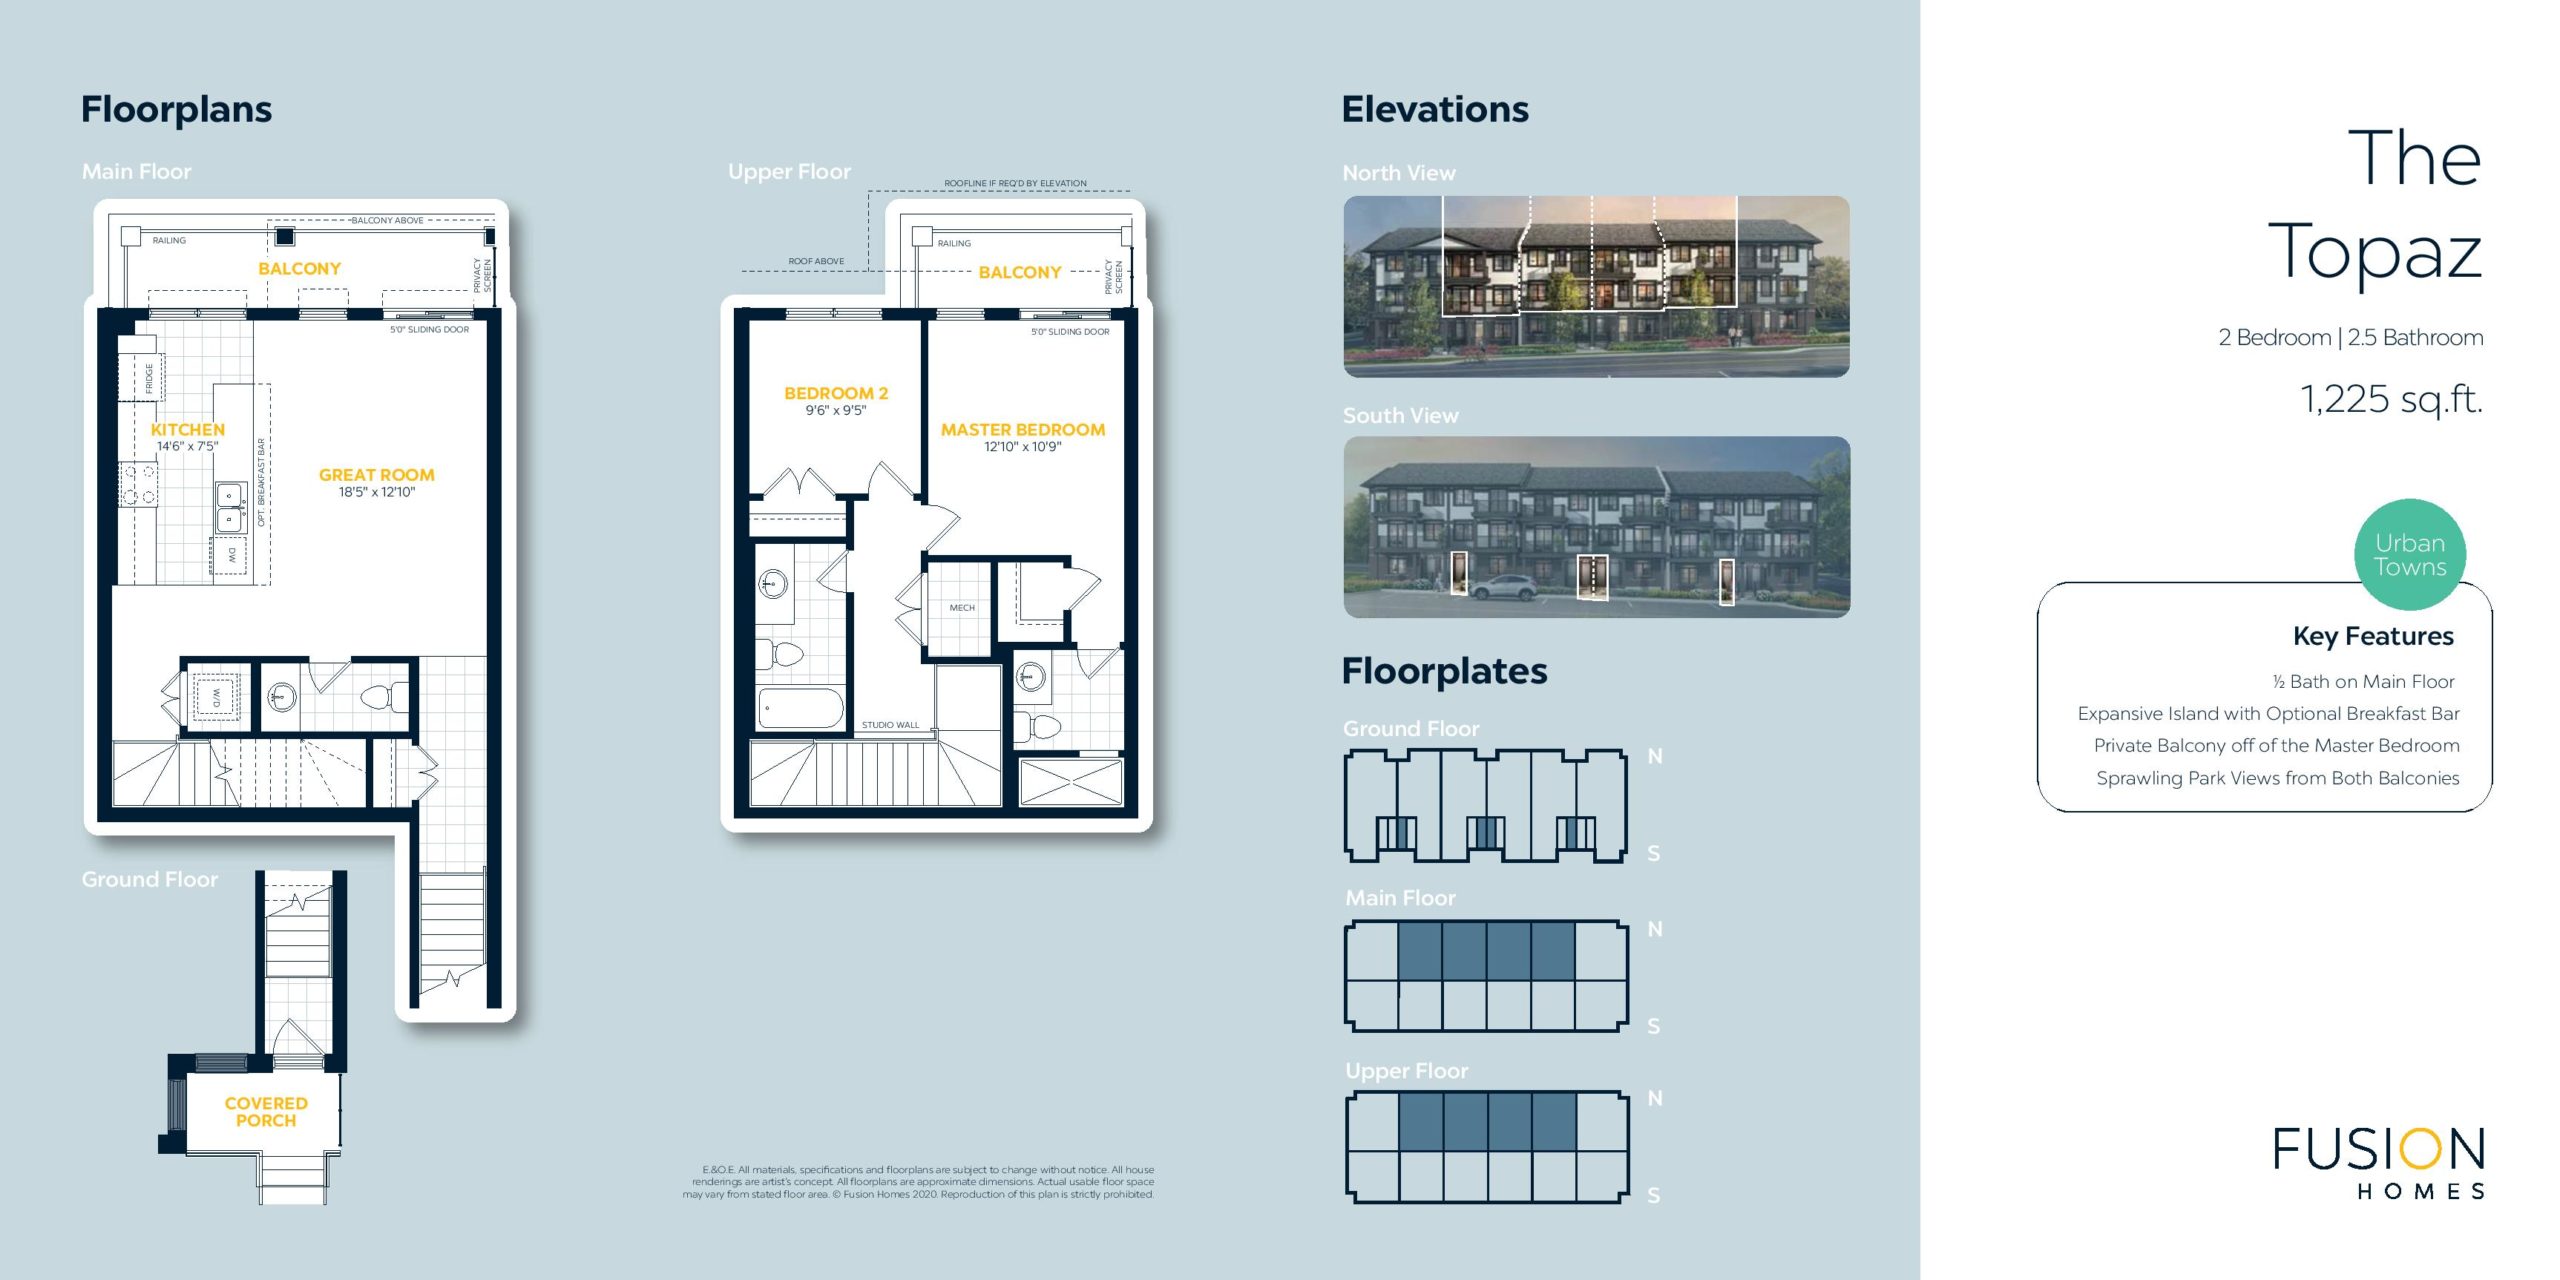 Floorplans
Main Floor
BALCONY ABOVE
RAILING
BALCONY
PRIVACY
SCREEN
5'0" SLIDING DOOR
FRIDGE
KITCHEN
14'6" x 7'5"
OPT. BREAKFAST BAR
GREAT ROOM
18'5" x 12'10"
DW
W/D
Ground Floor
COVERED
PORCH
Upper Floor
ROOFLINE IF REQ'D BY ELEVATION
RAILING
ROOF ABOVE
BALCONY
PRIVACY
SCREEN
5'0" SLIDING DOOR
BEDROOM 2
9'6" x 9'5"
MASTER BEDROOM
12'10" x 10'9"
MECH
STUDIO WALL
E.&O.E. All materials, specifications and floorplans are subject to change without notice. All house
renderings are artist's concept. All floorplans are approximate dimensions. Actual usable floor space
may vary from stated floor area. © Fusion Homes 2020. Reproduction of this plan is strictly prohibited.
Elevations
North View
South View
Floorplates
Ground Floor
N
S
Main Floor
N
S
Upper Floor
N
S
The
Topaz
2 Bedroom | 2.5 Bathroom
1,225 sq.ft.
Urban
Towns
Key Features
½ Bath on Main Floor
Expansive Island with Optional Breakfast Bar
Private Balcony off of the Master Bedroom
Sprawling Park Views from Both Balconies
FUSION
HOMES